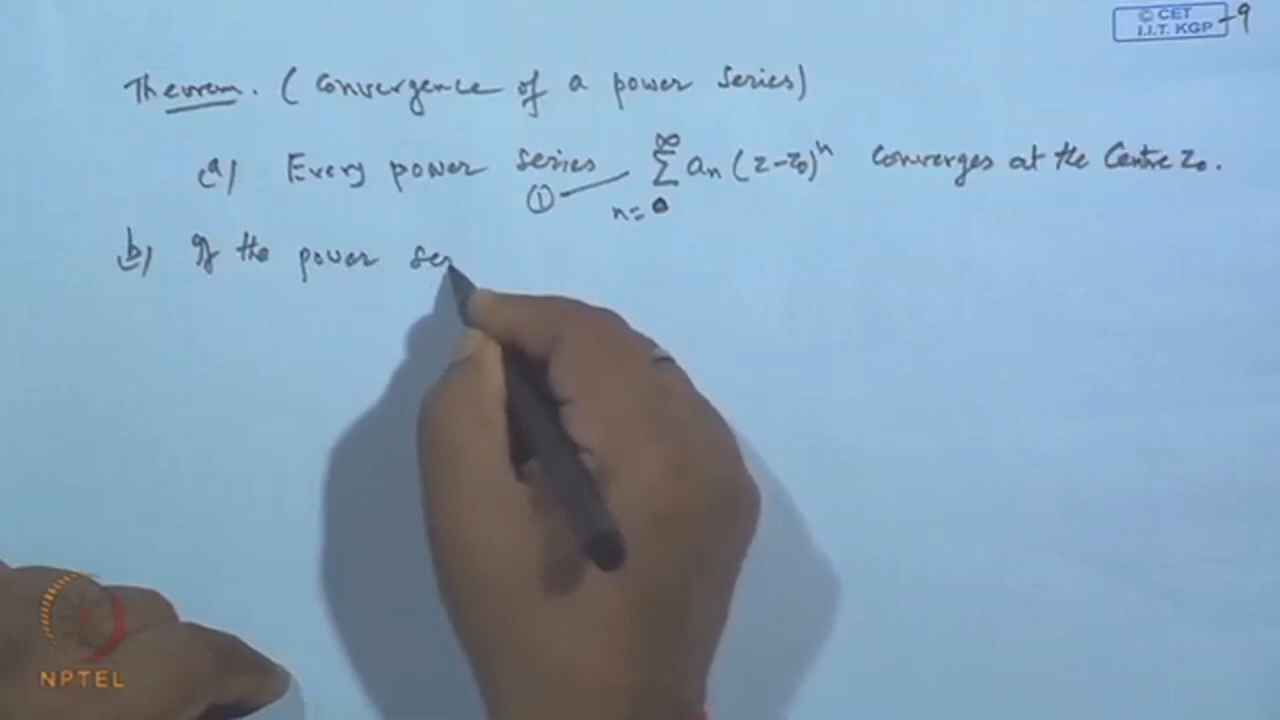 © CET
I.I.T. KGP -9
Theorem. (Convergence of a power Series)
(a) Every power series ∑_{n=0}^{∞} a_n (z-z_0)^n Converges at the Centre z_0.
①
b) If the power ser
NPTEL